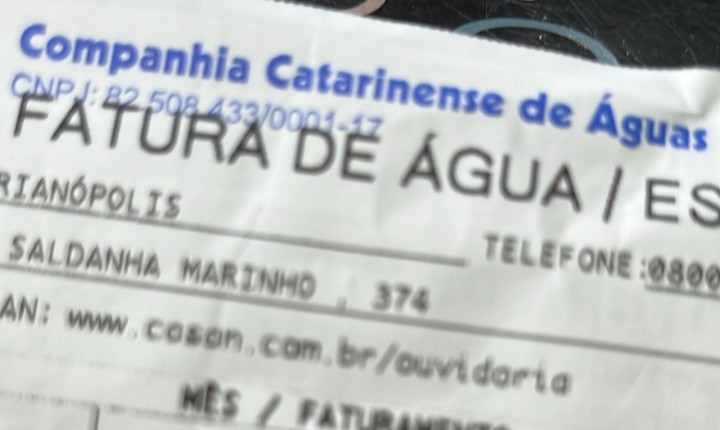 Companhia Catarinense de Águas
CNPJ: 82.508.433/0001-17
FATURA DE ÁGUA / ES
RIANÓPOLIS
TELEFONE:0800
SALDANHA MARINHO , 374
AN: www.casan.com.br/ouvidoria
MÊS / FATURAMENTO